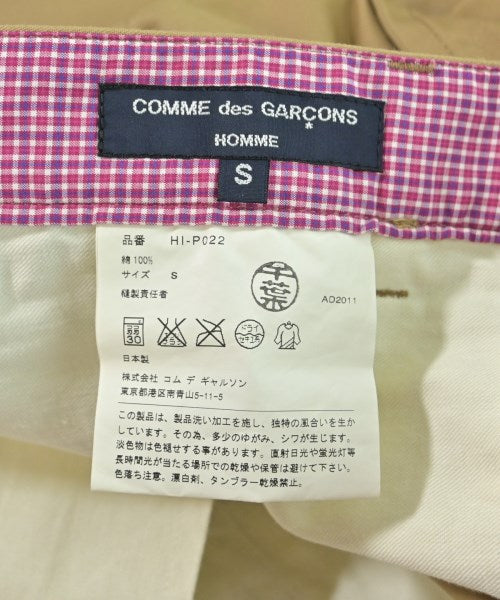 COMME des GARÇONS
HOMME
S
品番 HI-P022
綿100%
サイズ S
縫製責任者
千葉
AD2011
30
ドライ
日本製
株式会社 コム デ ギャルソン
東京都港区南青山5-11-5
この製品は、製品洗い加工を施し、独特の風合いを生か
しています。その為、多少のゆがみ、シワが生じます。
淡色物は色褪せする事があります。直射日光や蛍光灯等
長時間光が当たる場所での乾燥や保管は避けて下さい。
色落ち注意。漂白剤、タンブラー乾燥禁止。